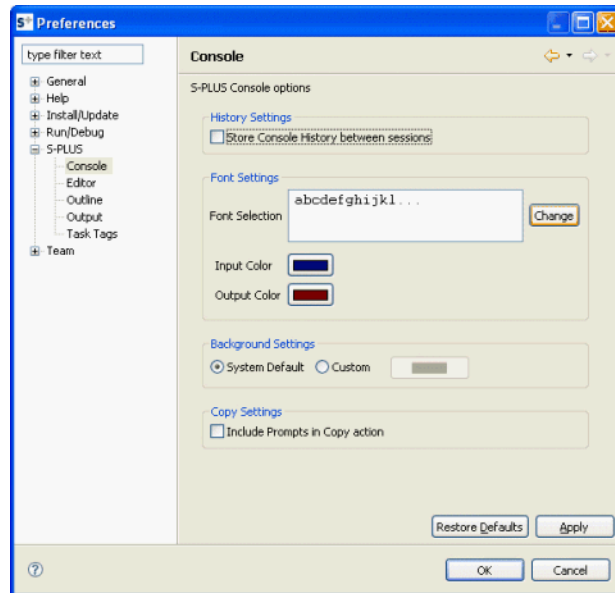 S+ Preferences
type filter text
General
Help
Install/Update
Run/Debug
S-PLUS
Console
Editor
Outline
Output
Task Tags
Team
Console
S-PLUS Console options
History Settings
Store Console History between sessions
Font Settings
Font Selection
abcdefghijkl...
Change
Input Color
Output Color
Background Settings
System Default
Custom
Copy Settings
Include Prompts in Copy action
Restore Defaults
Apply
?
OK
Cancel